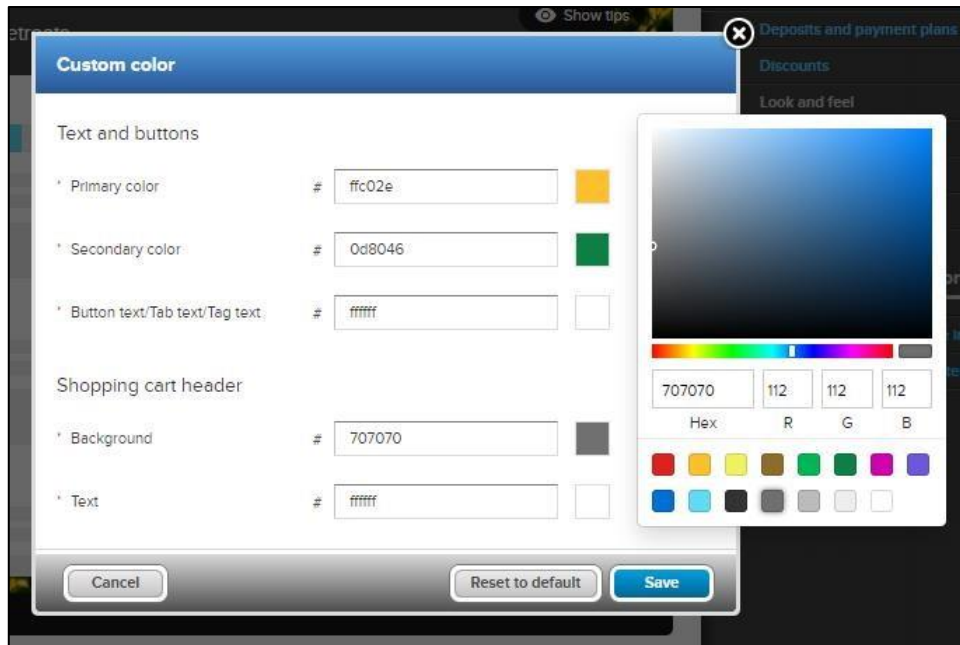 Show tips
Deposits and payment plans
Custom color
Discounts
Look and feel
Text and buttons
* Primary color # ffc02e
* Secondary color # 0d8046
* Button text/Tab text/Tag text # ffffff
707070 112 112 112
Hex R G B
Shopping cart header
* Background # 707070
* Text # ffffff
Cancel Reset to default Save